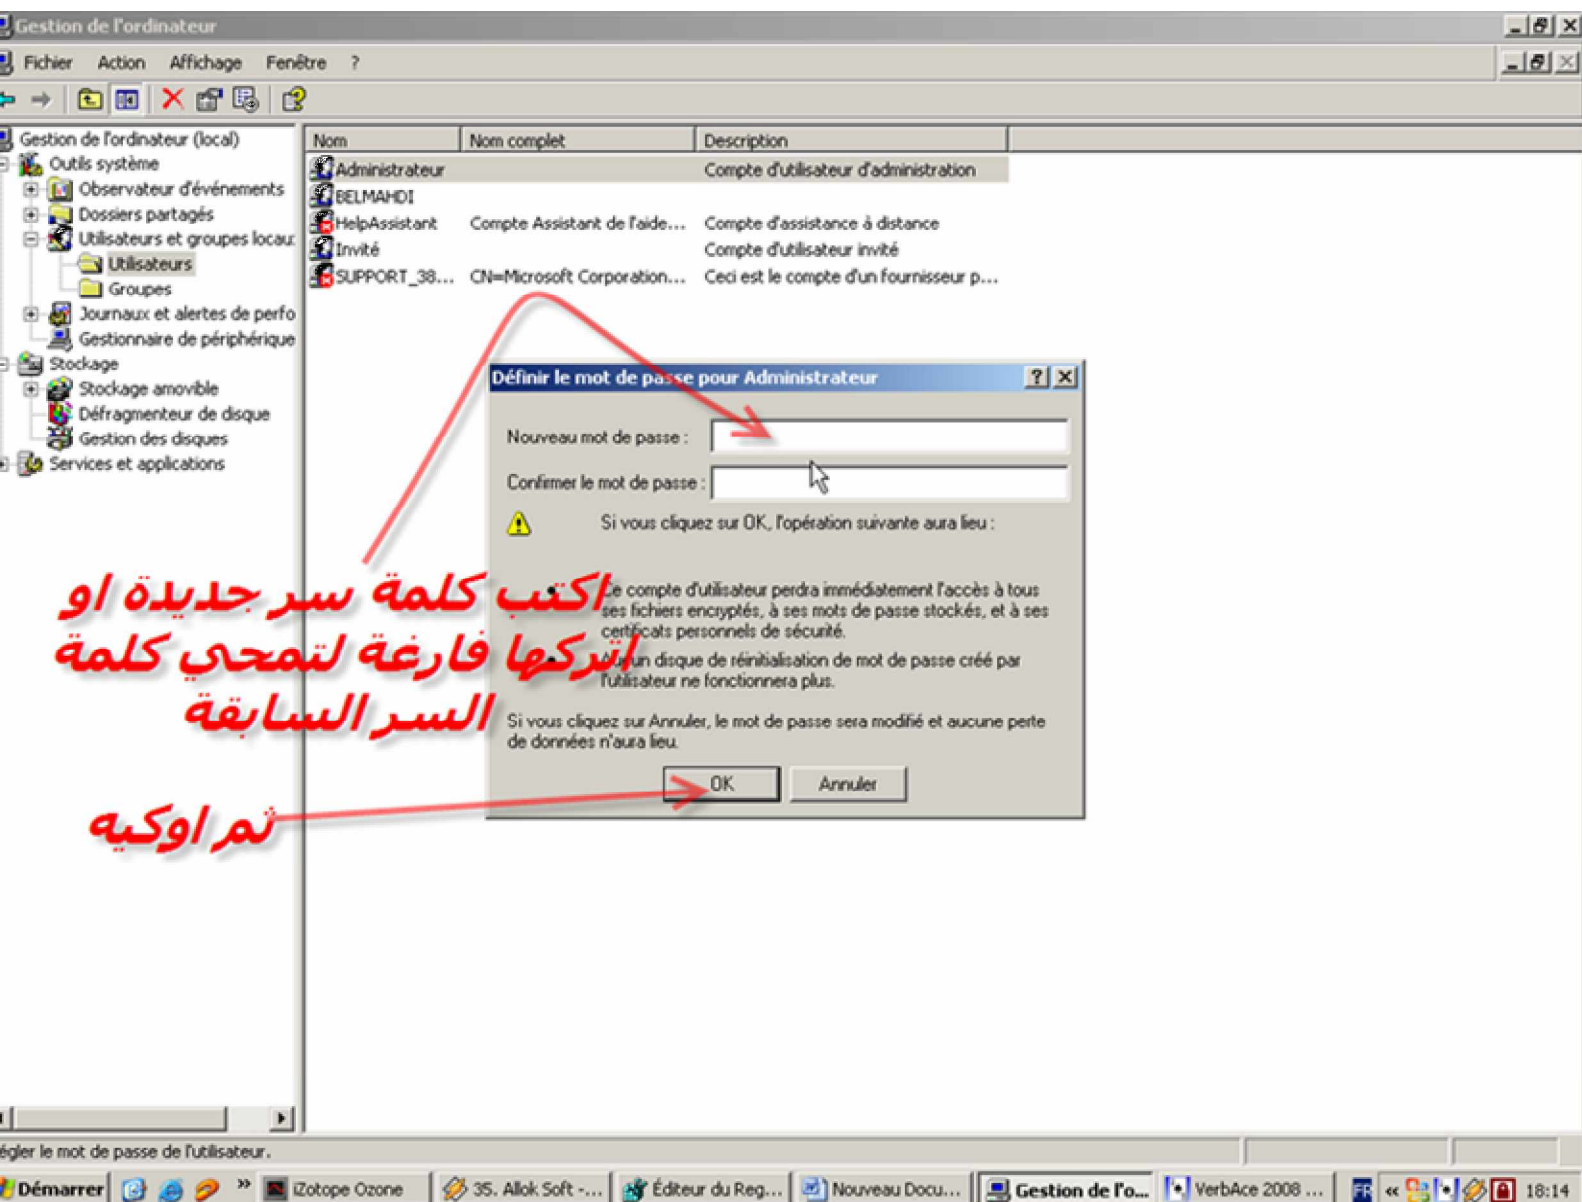 Gestion de l'ordinateur
Fichier Action Affichage Fenêtre ?
Gestion de l'ordinateur (local)
Outils système
Observateur d'événements
Dossiers partagés
Utilisateurs et groupes locaux
Utilisateurs
Groupes
Journaux et alertes de perfo
Gestionnaire de périphérique
Stockage
Stockage amovible
Défragmenteur de disque
Gestion des disques
Services et applications
Nom Nom complet Description
Administrateur Compte d'utilisateur d'administration
BELMAHDI
HelpAssistant Compte Assistant de l'aide... Compte d'assistance à distance
Invité Compte d'utilisateur invité
SUPPORT_38... CN=Microsoft Corporation... Ceci est le compte d'un fournisseur p...
Définir le mot de passe pour Administrateur
Nouveau mot de passe :
Confirmer le mot de passe :
Si vous cliquez sur OK, l'opération suivante aura lieu :
Ce compte d'utilisateur perdra immédiatement l'accès à tous
ses fichiers encryptés, à ses mots de passe stockés, et à ses
certificats personnels de sécurité.
Aucun disque de réinitialisation de mot de passe créé par
l'utilisateur ne fonctionnera plus.
Si vous cliquez sur Annuler, le mot de passe sera modifié et aucune perte
de données n'aura lieu.
OK Annuler
اكتب كلمة سر جديدة او
اتركها فارغة لتمحي كلمة
السر السابقة
ثم اوكيه
égler le mot de passe de l'utilisateur.
Démarrer » iZotope Ozone 35. Allok Soft -... Éditeur du Reg... Nouveau Docu... Gestion de l'o... VerbAce 2008 ... FR « 18:14